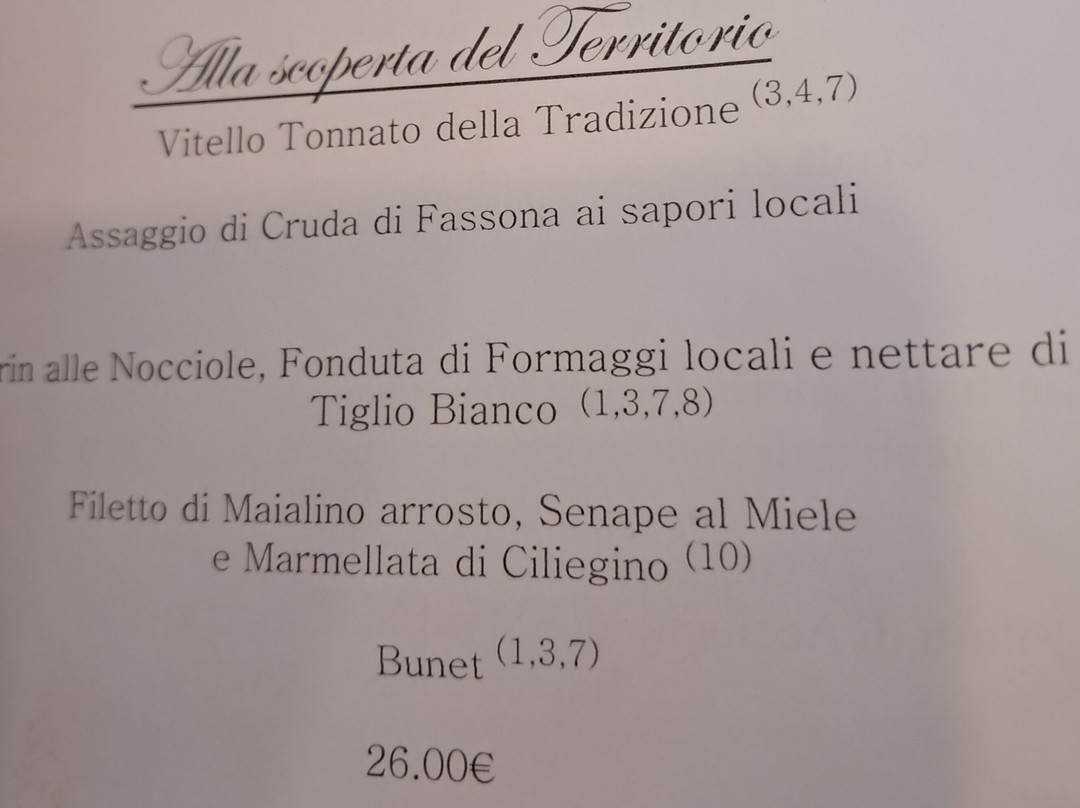 Alla scoperta del Territorio
Vitello Tonnato della Tradizione (3,4,7)
Assaggio di Cruda di Fassona ai sapori locali
rin alle Nocciole, Fonduta di Formaggi locali e nettare di
Tiglio Bianco (1,3,7,8)
Filetto di Maialino arrosto, Senape al Miele
e Marmellata di Ciliegino (10)
Bunet (1,3,7)
26.00€